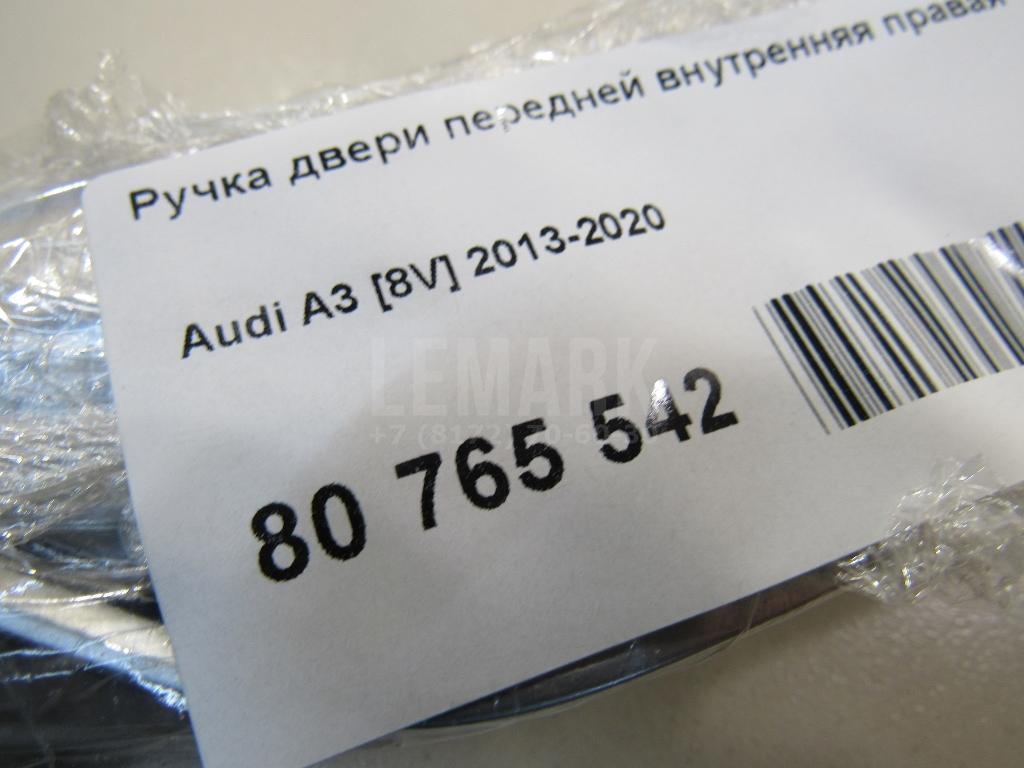 Ручка двери передней внутренняя правая
Audi A3 [8V] 2013-2020
LEMARK
80 765 542